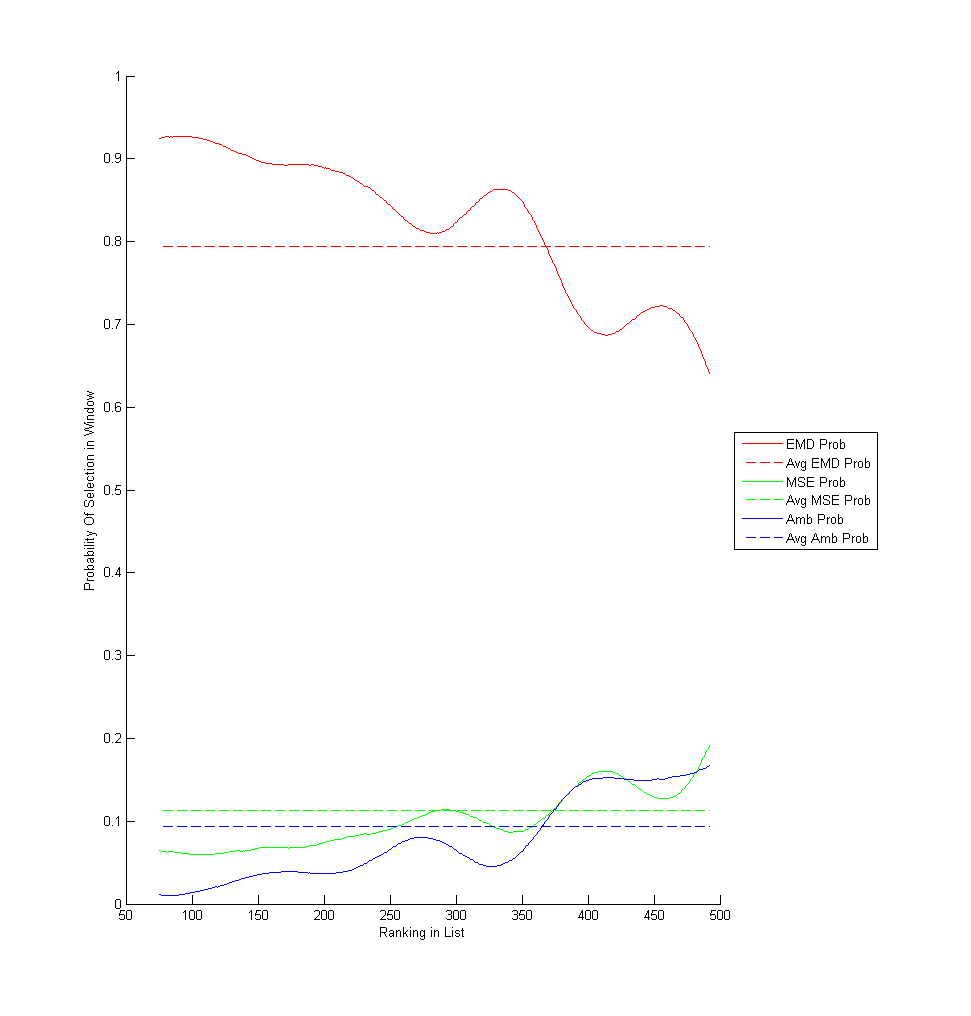 1
0.9
0.8
0.7
0.6
0.5
0.4
0.3
0.2
0.1
0
Probability Of Selection in Window
50 100 150 200 250 300 350 400 450 500
Ranking in List
EMD Prob
Avg EMD Prob
MSE Prob
Avg MSE Prob
Amb Prob
Avg Amb Prob